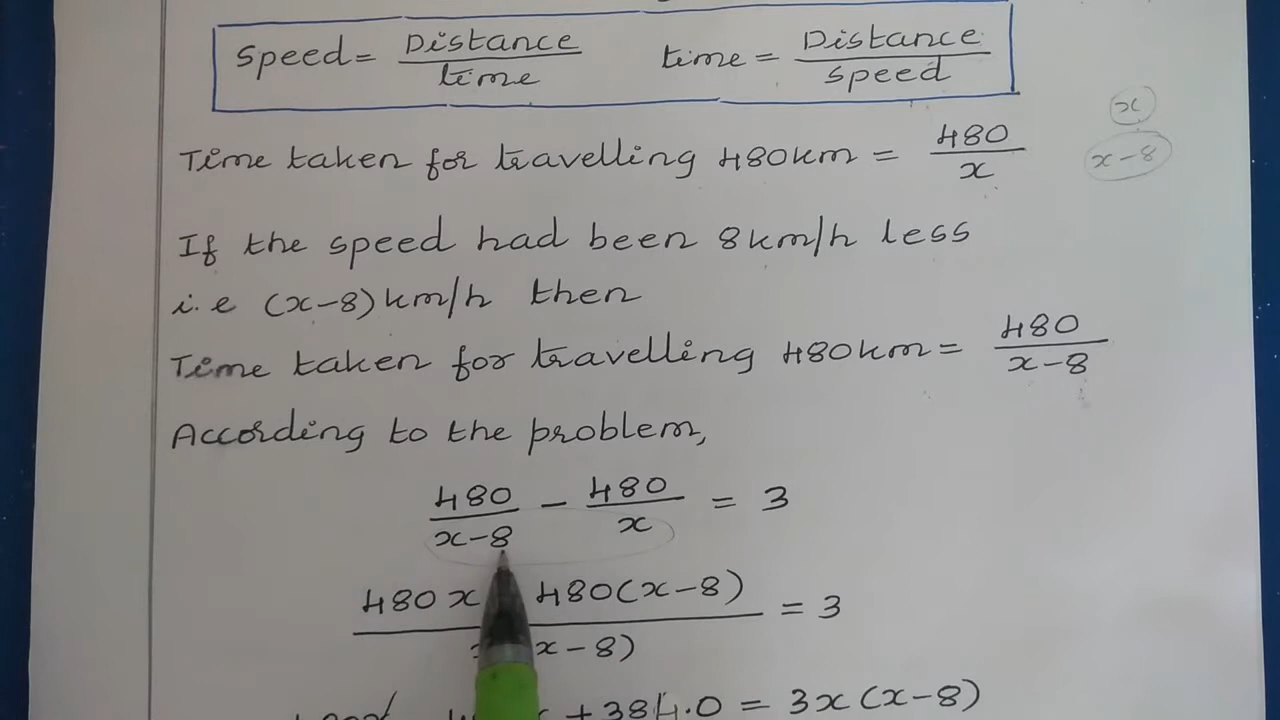 Speed = Distance / time    time = Distance / speed
Time taken for travelling 480km = 480 / x
x
x-8
If the speed had been 8km/h less
i.e (x-8)km/h then
Time taken for travelling 480km = 480 / x-8
According to the problem,
480 / x-8 - 480 / x = 3
480x 480(x-8) / x-8) = 3
+3840 = 3x(x-8)